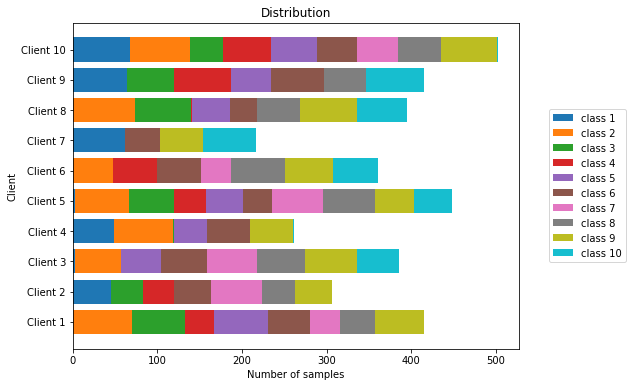 Distribution
Client
Client 10
Client 9
Client 8
Client 7
Client 6
Client 5
Client 4
Client 3
Client 2
Client 1
0 100 200 300 400 500
Number of samples
class 1
class 2
class 3
class 4
class 5
class 6
class 7
class 8
class 9
class 10